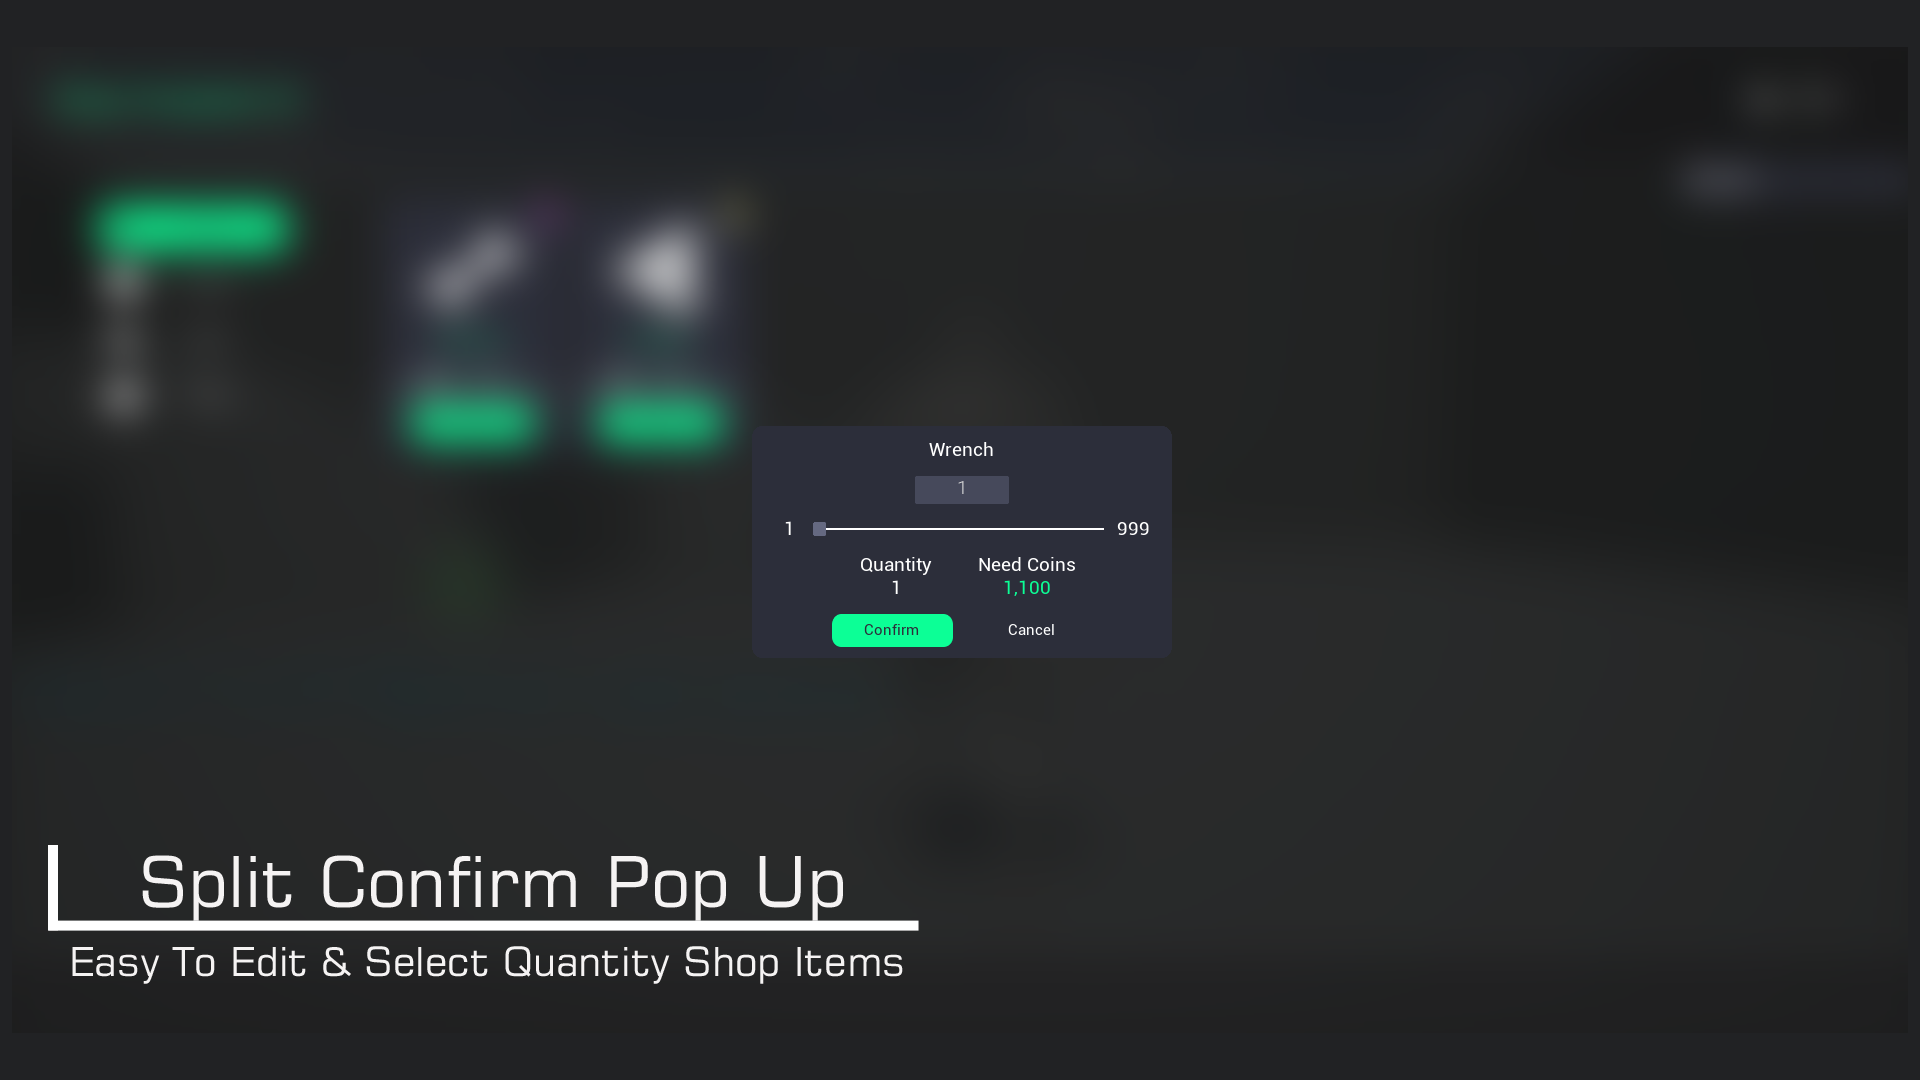 Wrench
1
1 999
Quantity Need Coins
1 1,100
Confirm Cancel
Split Confirm Pop Up
Easy To Edit & Select Quantity Shop Items